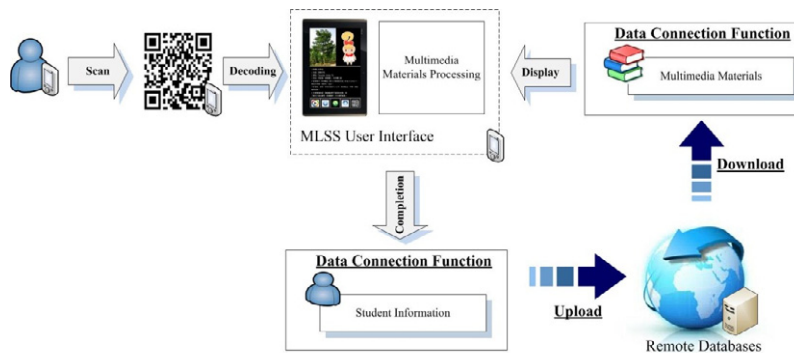 Scan
Decoding
Multimedia
Materials Processing
MLSS User Interface
Display
Data Connection Function
Multimedia Materials
Download
Completion
Data Connection Function
Student Information
Upload
Remote Databases